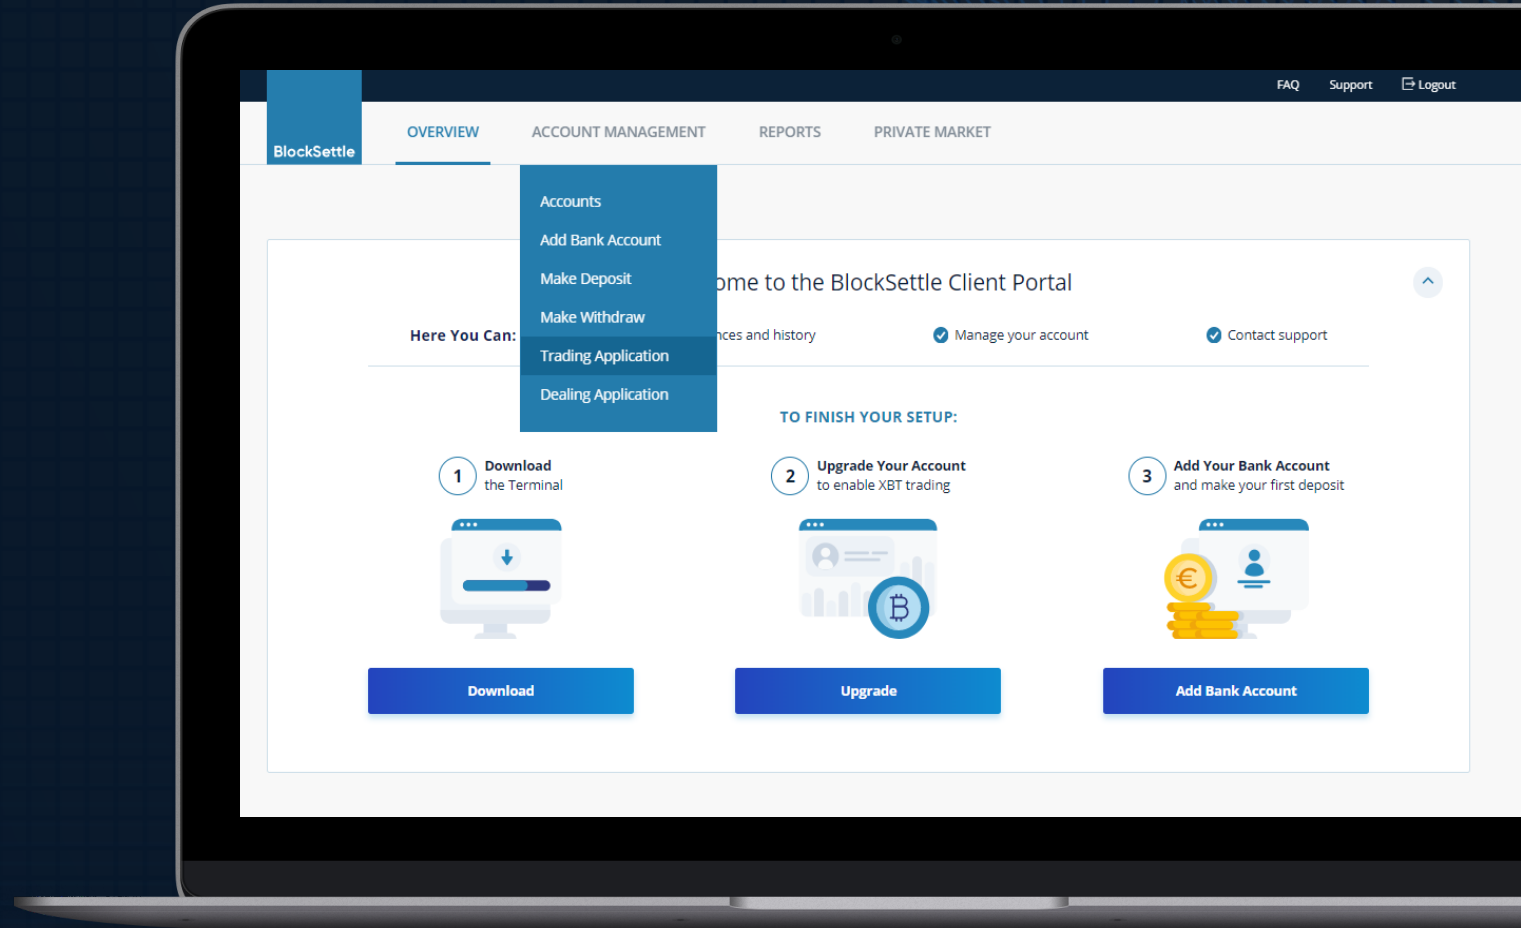 FAQ Support Logout
BlockSettle
OVERVIEW ACCOUNT MANAGEMENT REPORTS PRIVATE MARKET
Accounts
Add Bank Account
Make Deposit
Make Withdraw
Trading Application
Dealing Application
to the BlockSettle Client Portal
Here You Can:
and history
Manage your account
Contact support
TO FINISH YOUR SETUP:
1 Download
the Terminal
2 Upgrade Your Account
to enable XBT trading
3 Add Your Bank Account
and make your first deposit
Download
Upgrade
Add Bank Account